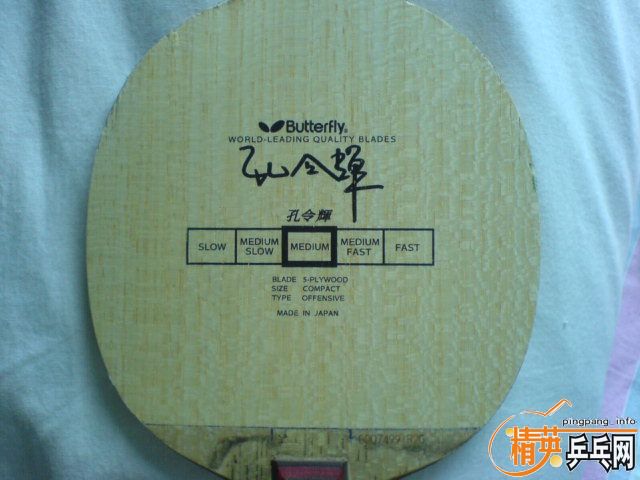 Butterfly
WORLD-LEADING QUALITY BLADES
孔令輝
孔令輝
SLOW MEDIUM SLOW MEDIUM MEDIUM FAST FAST
BLADE 5-PLYWOOD
SIZE COMPACT
TYPE OFFENSIVE
MADE IN JAPAN
pingpang_info
精英乒乓网